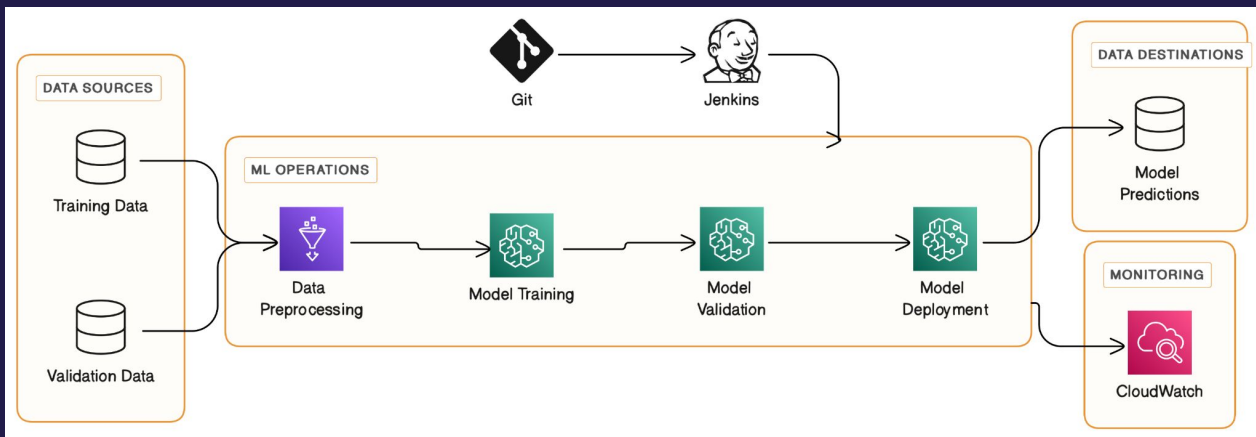 Git
Jenkins
DATA SOURCES
Training Data
Validation Data
ML OPERATIONS
Data
Preprocessing
Model Training
Model
Validation
Model
Deployment
DATA DESTINATIONS
Model
Predictions
MONITORING
CloudWatch